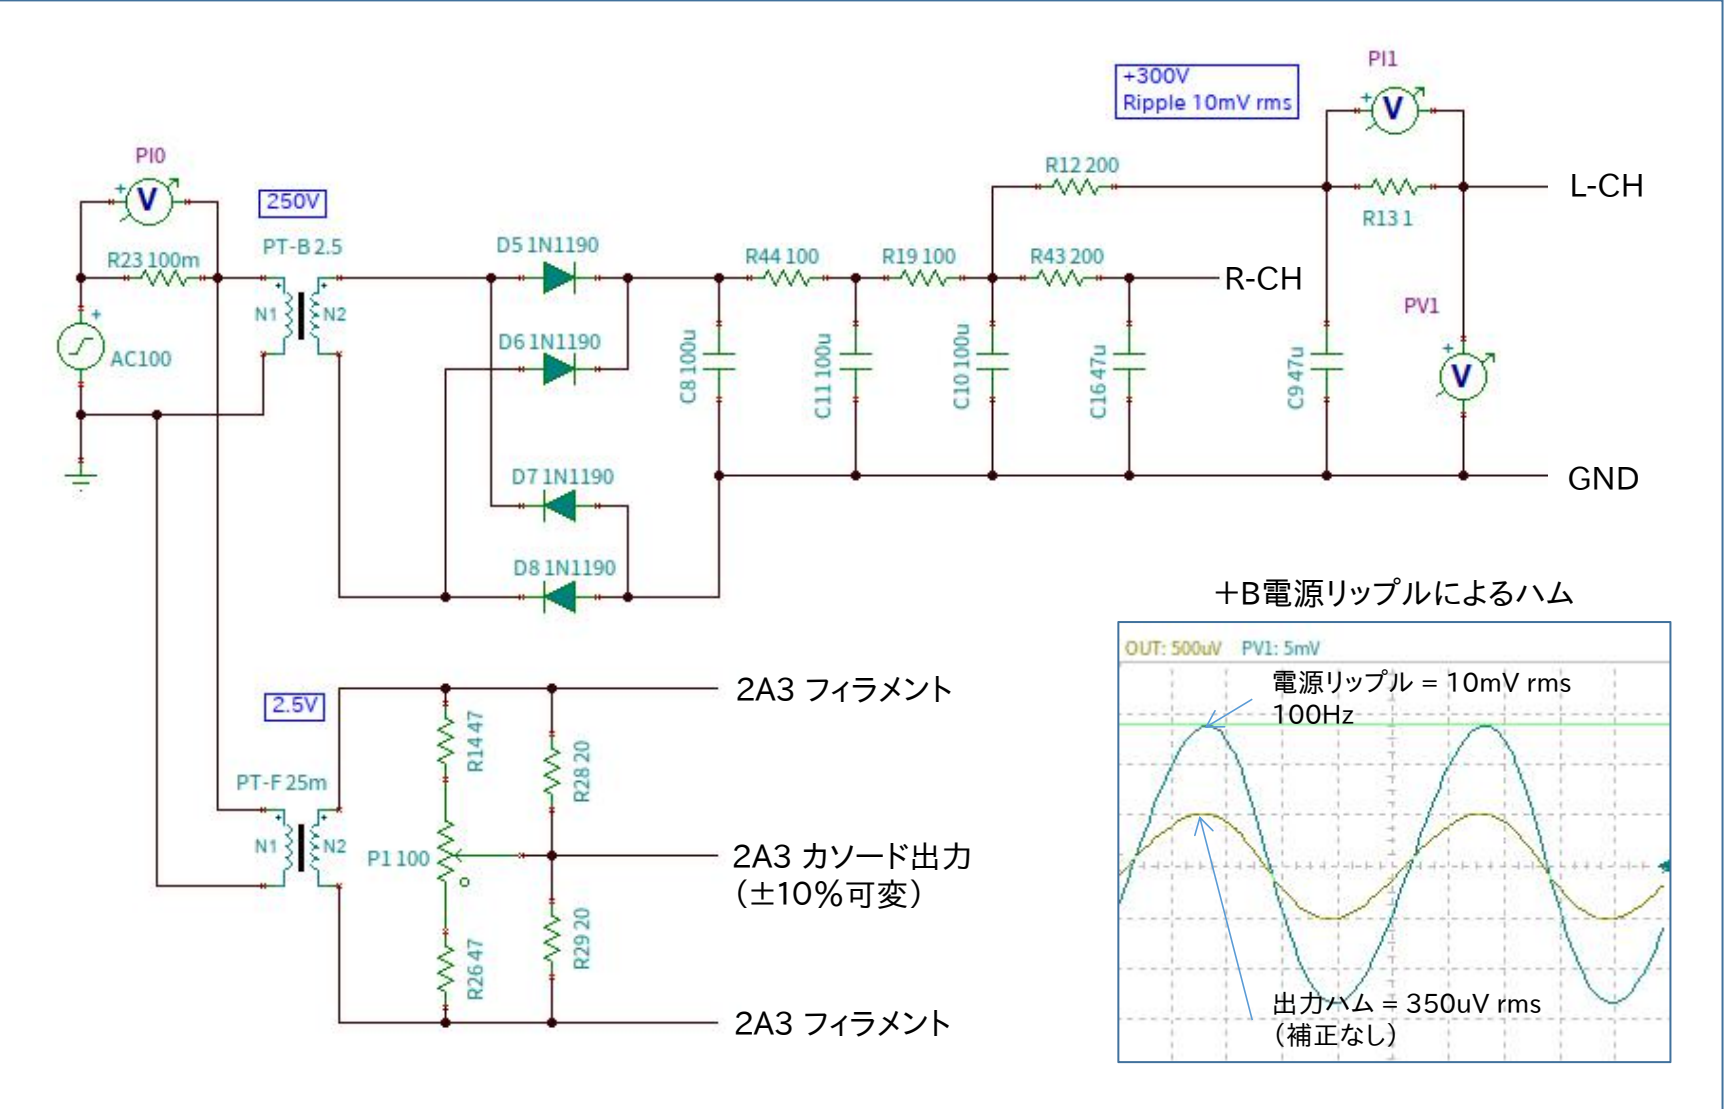 PI1
+300V
Ripple 10mV rms
V
PI0
V
250V
R12 200
L-CH
R13 1
PT-B 2.5
D5 1N1190
R23 100m
R44 100
R19 100
R43 200
R-CH
N1
N2
PV1
AC100
D6 1N1190
C8 100u
C11 100u
C10 100u
C16 47u
C9 47u
V
D7 1N1190
GND
D8 1N1190
+B電源リップルによるハム
OUT: 500uV PV1: 5mV
電源リップル = 10mV rms
100Hz
出力ハム = 350uV rms
(補正なし)
2A3 フィラメント
2.5V
R14 47
R28 20
PT-F 25m
N1
N2
P1 100
2A3 カソード出力
(±10%可変)
R26 47
R29 20
2A3 フィラメント